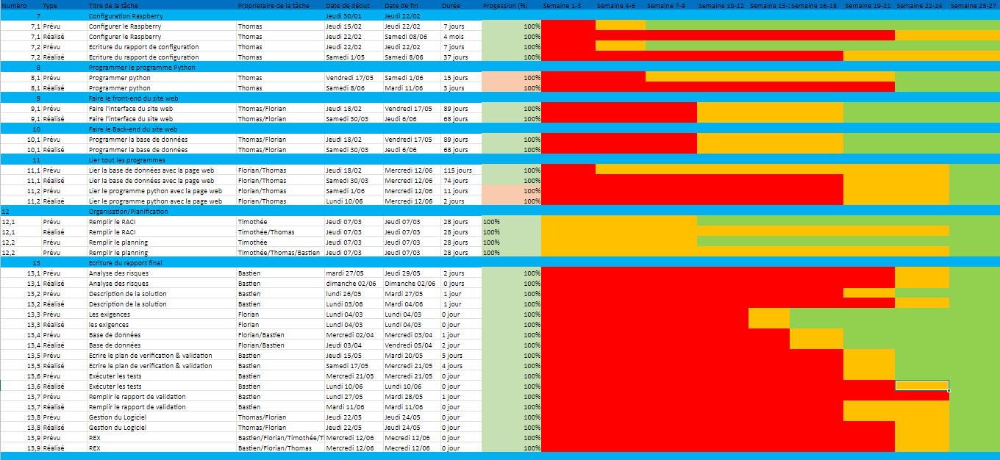 Numéro Type Titre de la tâche Proprietaire de la tâche Date de début Date de fin Durée Progession (%) Semaine 1-3 Semaine 4-6 Semaine 7-9 Semaine 10-12 Semaine 13-: Semaine 16-18 Semaine 19-21 Semaine 22-24 Semaine 25-27
7 Configuration Raspberry Jeudi 30/01 Jeudi 22/02
7,1 Prévu Configurer le Raspberry Thomas Jeudi 15/02 Jeudi 22/02 7 jours 100%
7,1 Réalisé Configurer le Raspberry Thomas Jeudi 22/02 Samedi 08/06 4 mois 100%
7,2 Prévu Ecriture du rapport de configuration Thomas Jeudi 22/02 Jeudi 22/02 7 jours 100%
7,2 Réalisé Ecriture du rapport de configuration Thomas Samedi 1/05 Samedi 8/06 37 jours 100%
8 Programmer le programme Python
8,1 Prévu Programmer python Thomas Vendredi 17/05 Samedi 1/06 15 jours 100%
8,1 Réalisé Programmer python Thomas Samedi 8/06 Mardi 11/06 3 jours 100%
9 Faire le front-end du site web
9,1 Prévu Faire l'interface du site web Thomas/Florian Jeudi 18/02 Vendredi 17/05 89 jours 100%
9,1 Réalisé Faire l'interface du site web Thomas/Florian Samedi 30/03 Jeudi 6/06 68 jours 100%
10 Faire le Back-end du site web
10,1 Prévu Programmer la base de données Thomas/Florian Jeudi 18/02 Vendredi 17/05 89 jours 100%
10,1 Réalisé Programmer la base de données Thomas/Florian Samedi 30/03 Jeudi 6/06 68 jours 100%
11 Lier tout les programmes
11,1 Prévu Lier la base de données avec la page web Florian/Thomas Jeudi 18/02 Mercredi 12/06 115 jours 100%
11,1 Réalisé Lier la base de données avec la page web Florian/Thomas Samedi 30/03 Mercredi 12/06 74 jours 100%
11,2 Prévu Lier le programme python avec la page web Florian/Thomas Samedi 1/06 Mercredi 12/06 11 jours 100%
11,2 Réalisé Lier le programme python avec la page web Florian/Thomas Lundi 10/06 Mercredi 12/06 2 jours 100%
12 Organisation/Planification
12,1 Prévu Remplir le RACI Timothée Jeudi 07/03 Jeudi 07/03 28 jours 100%
12,1 Réalisé Remplir le RACI Timothée/Thomas Jeudi 07/03 Jeudi 07/03 28 jours 100%
12,2 Prévu Remplir le planning Timothée Jeudi 07/03 Jeudi 07/03 28 jours 100%
12,2 Prévu Remplir le planning Timothée/Thomas/Bastien Jeudi 07/03 Jeudi 07/03 28 jours 100%
13 Ecriture du rapport final
13,1 Prévu Analyse des risques Bastien mardi 27/05 Jeudi 29/05 2 jours 100%
13,1 Réalisé Analyse des risques Bastien dimanche 02/06 Dimanche 02/06 0 jours 100%
13,2 Prévu Description de la solution Bastien lundi 26/05 Mardi 27/05 1 jour 100%
13,2 Réalisé Description de la solution Bastien Lundi 03/06 Mardi 04/06 1 jour 100%
13,3 Prévu Les exigences Florian Lundi 04/03 Lundi 04/03 0 jour 100%
13,3 Réalisé les exigences Florian Lundi 04/03 Lundi 04/03 0 jour 100%
13,4 Prévu Base de données Florian/Bastien Mercredi 02/04 Mercredi 03/04 1 jour 100%
13,4 Réalisé Base de données Florian/Bastien Jeudi 03/04 Vendredi 05/04 2 jour 100%
13,5 Prévu Ecrire le plan de verification & validation Bastien Jeudi 15/05 Mardi 20/05 5 jours 100%
13,5 Réalisé Ecrire le plan de verification & validation Bastien Samedi 17/05 Mercredi 21/05 4 jours 100%
13,6 Prévu Exécuter les tests Bastien Mercredi 21/05 Mercredi 21/05 0 jour 100%
13,6 Réalisé Exécuter les tests Bastien Lundi 10/06 Lundi 10/06 0 jour 100%
13,7 Prévu Remplir le rapport de validation Bastien Lundi 27/05 Mardi 28/05 1 jour 100%
13,7 Réalisé Remplir le rapport de validation Bastien Mardi 11/06 Mardi 11/06 0 jour 100%
13,8 Prévu Gestion du Logiciel Thomas/Florian Jeudi 22/05 Jeudi 24/05 0 jour 100%
13,8 Réalisé Gestion du Logiciel Thomas/Florian Jeudi 22/05 Jeudi 24/05 0 jour 100%
13,9 Prévu REX Bastien/Florian/Timothée/T Mercredi 12/06 Mecredi 12/06 0 jour 100%
13,9 Réalisé REX Bastien/Florian/Thomas Mercredi 12/06 Mecredi 12/06 0 jour 100%